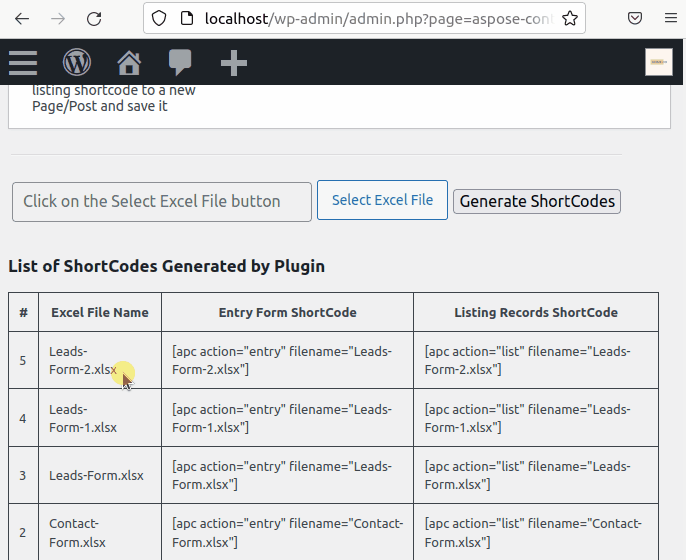 localhost/wp-admin/admin.php?page=aspose-cont
listing shortcode to a new
Page/Post and save it
Click on the Select Excel File button
Select Excel File
Generate ShortCodes
List of ShortCodes Generated by Plugin
# Excel File Name Entry Form ShortCode Listing Records ShortCode
5
Leads-
Form-2.xlsx
[apc action="entry" filename="Leads-
Form-2.xlsx"]
[apc action="list" filename="Leads-
Form-2.xlsx"]
4
Leads-
Form-1.xlsx
[apc action="entry" filename="Leads-
Form-1.xlsx"]
[apc action="list" filename="Leads-
Form-1.xlsx"]
3
Leads-Form.xlsx
[apc action="entry" filename="Leads-
Form.xlsx"]
[apc action="list" filename="Leads-
Form.xlsx"]
2
Contact-
Form.xlsx
[apc action="entry" filename="Contact-
Form.xlsx"]
[apc action="list" filename="Contact-
Form.xlsx"]